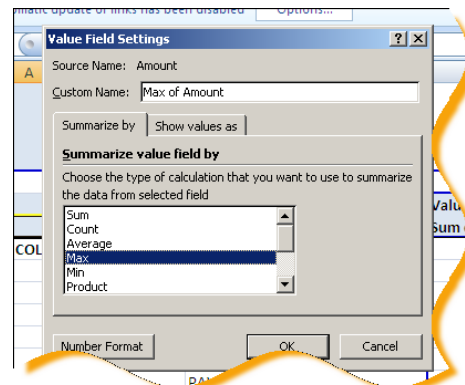 matic update of links has been disabled Options...
Value Field Settings
Source Name: Amount
A
Custom Name: Max of Amount
Summarize by Show values as
Summarize value field by
Choose the type of calculation that you want to use to summarize
the data from selected field
Valu
Sum
Sum
Count
Average
COL
Max
Min
Product
Number Format OK Cancel